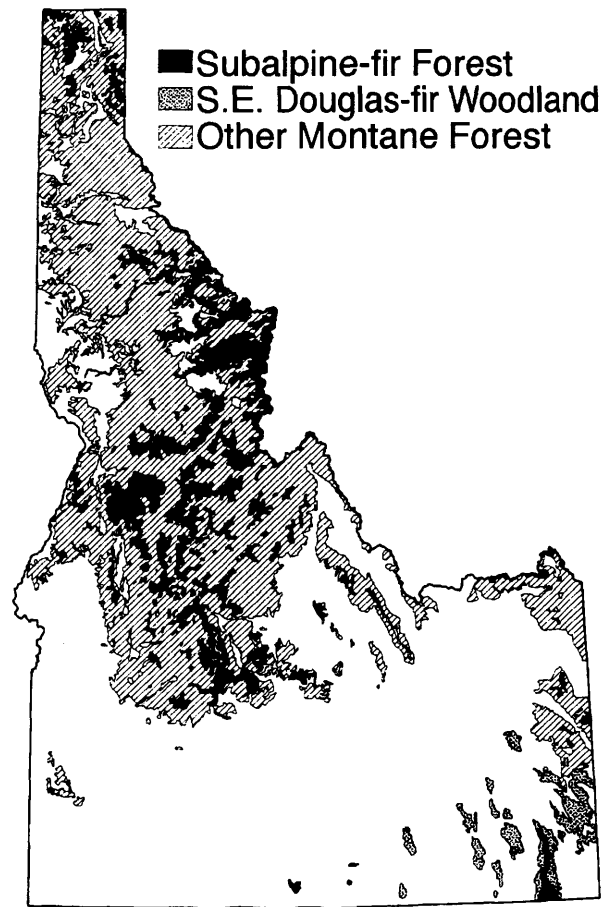 Subalpine-fir Forest
S.E. Douglas-fir Woodland
Other Montane Forest